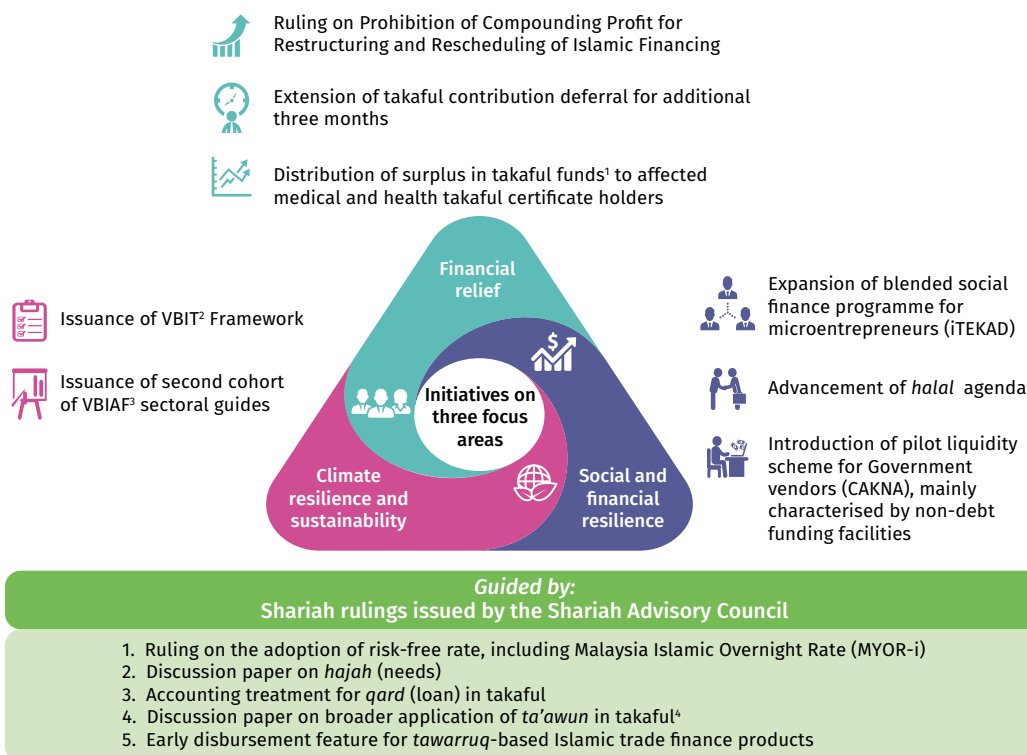 Ruling on Prohibition of Compounding Profit for
Restructuring and Rescheduling of Islamic Financing
Extension of takaful contribution deferral for additional
three months
Distribution of surplus in takaful funds¹ to affected
medical and health takaful certificate holders
Financial
relief
Issuance of VBIT² Framework
Issuance of second cohort
of VBIAF³ sectoral guides
$
Initiatives on
three focus
areas
Climate
resilience and
sustainability
Social and
financial
resilience
Expansion of blended social
finance programme for
microentrepreneurs (iTEKAD)
Advancement of halal agenda
Introduction of pilot liquidity
scheme for Government
vendors (CAKNA), mainly
characterised by non-debt
funding facilities
Guided by:
Shariah rulings issued by the Shariah Advisory Council
1. Ruling on the adoption of risk-free rate, including Malaysia Islamic Overnight Rate (MYOR-i)
2. Discussion paper on hajah (needs)
3. Accounting treatment for qard (loan) in takaful
4. Discussion paper on broader application of ta’awun in takaful⁴
5. Early disbursement feature for tawarruq-based Islamic trade finance products